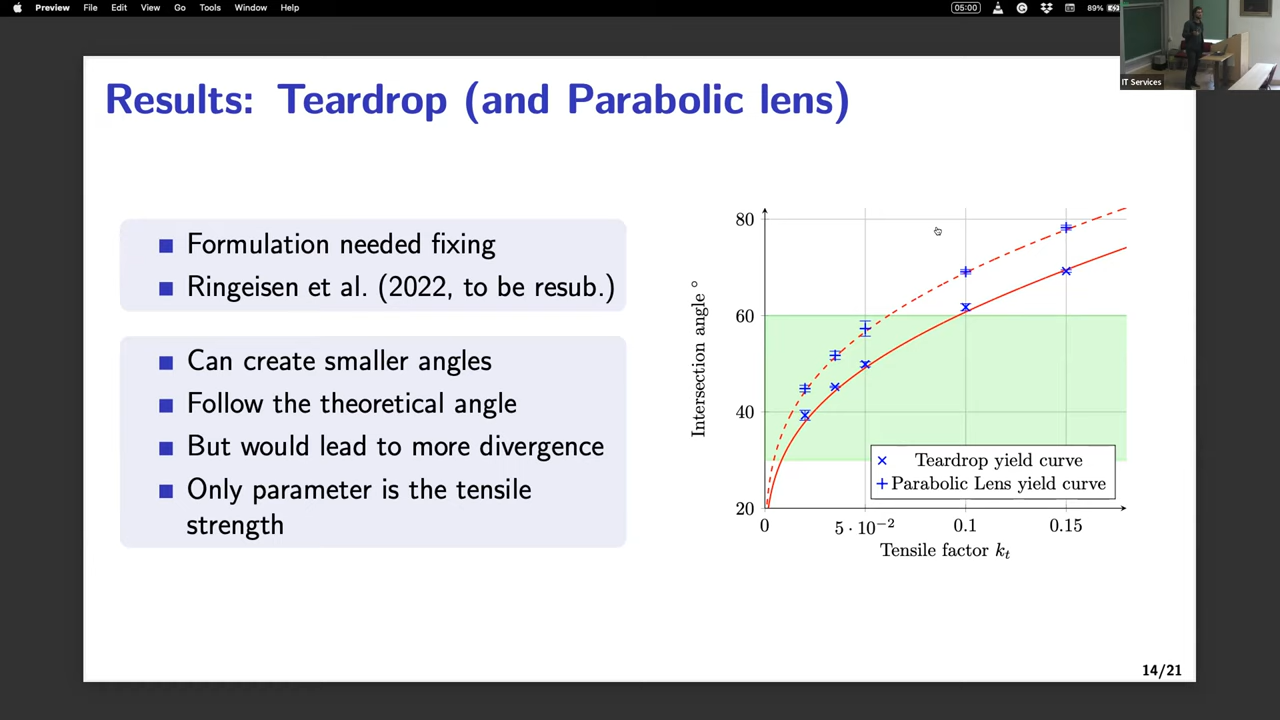 Preview File Edit View Go Tools Window Help 05:00 89%
IT Services
Results: Teardrop (and Parabolic lens)
Formulation needed fixing
Ringeisen et al. (2022, to be resub.)
Can create smaller angles
Follow the theoretical angle
But would lead to more divergence
Only parameter is the tensile
strength
80
60
40
20
Intersection angle °
Teardrop yield curve
Parabolic Lens yield curve
0 5 · 10⁻² 0.1 0.15
Tensile factor kₜ
14/21